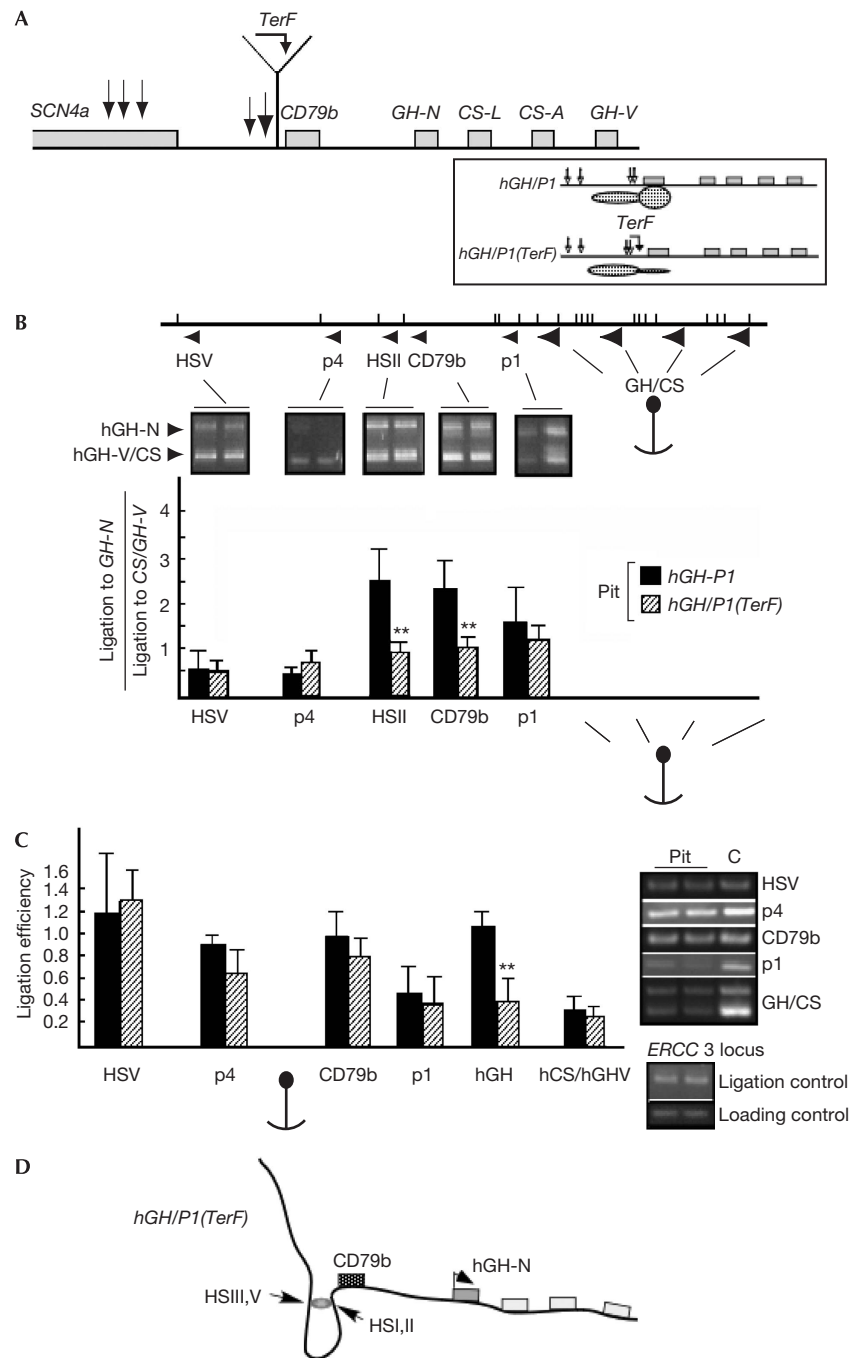 A
TerF
SCN4a
CD79b
GH-N
CS-L
CS-A
GH-V
hGH/P1
TerF
hGH/P1(TerF)
B
HSV
p4
HSII
CD79b
p1
GH/CS
hGH-N
hGH-V/CS
Ligation to GH-N
Ligation to CS/GH-V
4
3
2
1
**
**
Pit
hGH-P1
hGH/P1(TerF)
HSV
p4
HSII
CD79b
p1
C
Ligation efficiency
1.6
1.4
1.2
1.0
0.8
0.6
0.4
0.2
**
HSV
p4
CD79b
p1
hGH
hCS/hGHV
Pit
C
HSV
p4
CD79b
p1
GH/CS
ERCC 3 locus
Ligation control
Loading control
D
hGH/P1(TerF)
CD79b
hGH-N
HSIII,V
HSI,II